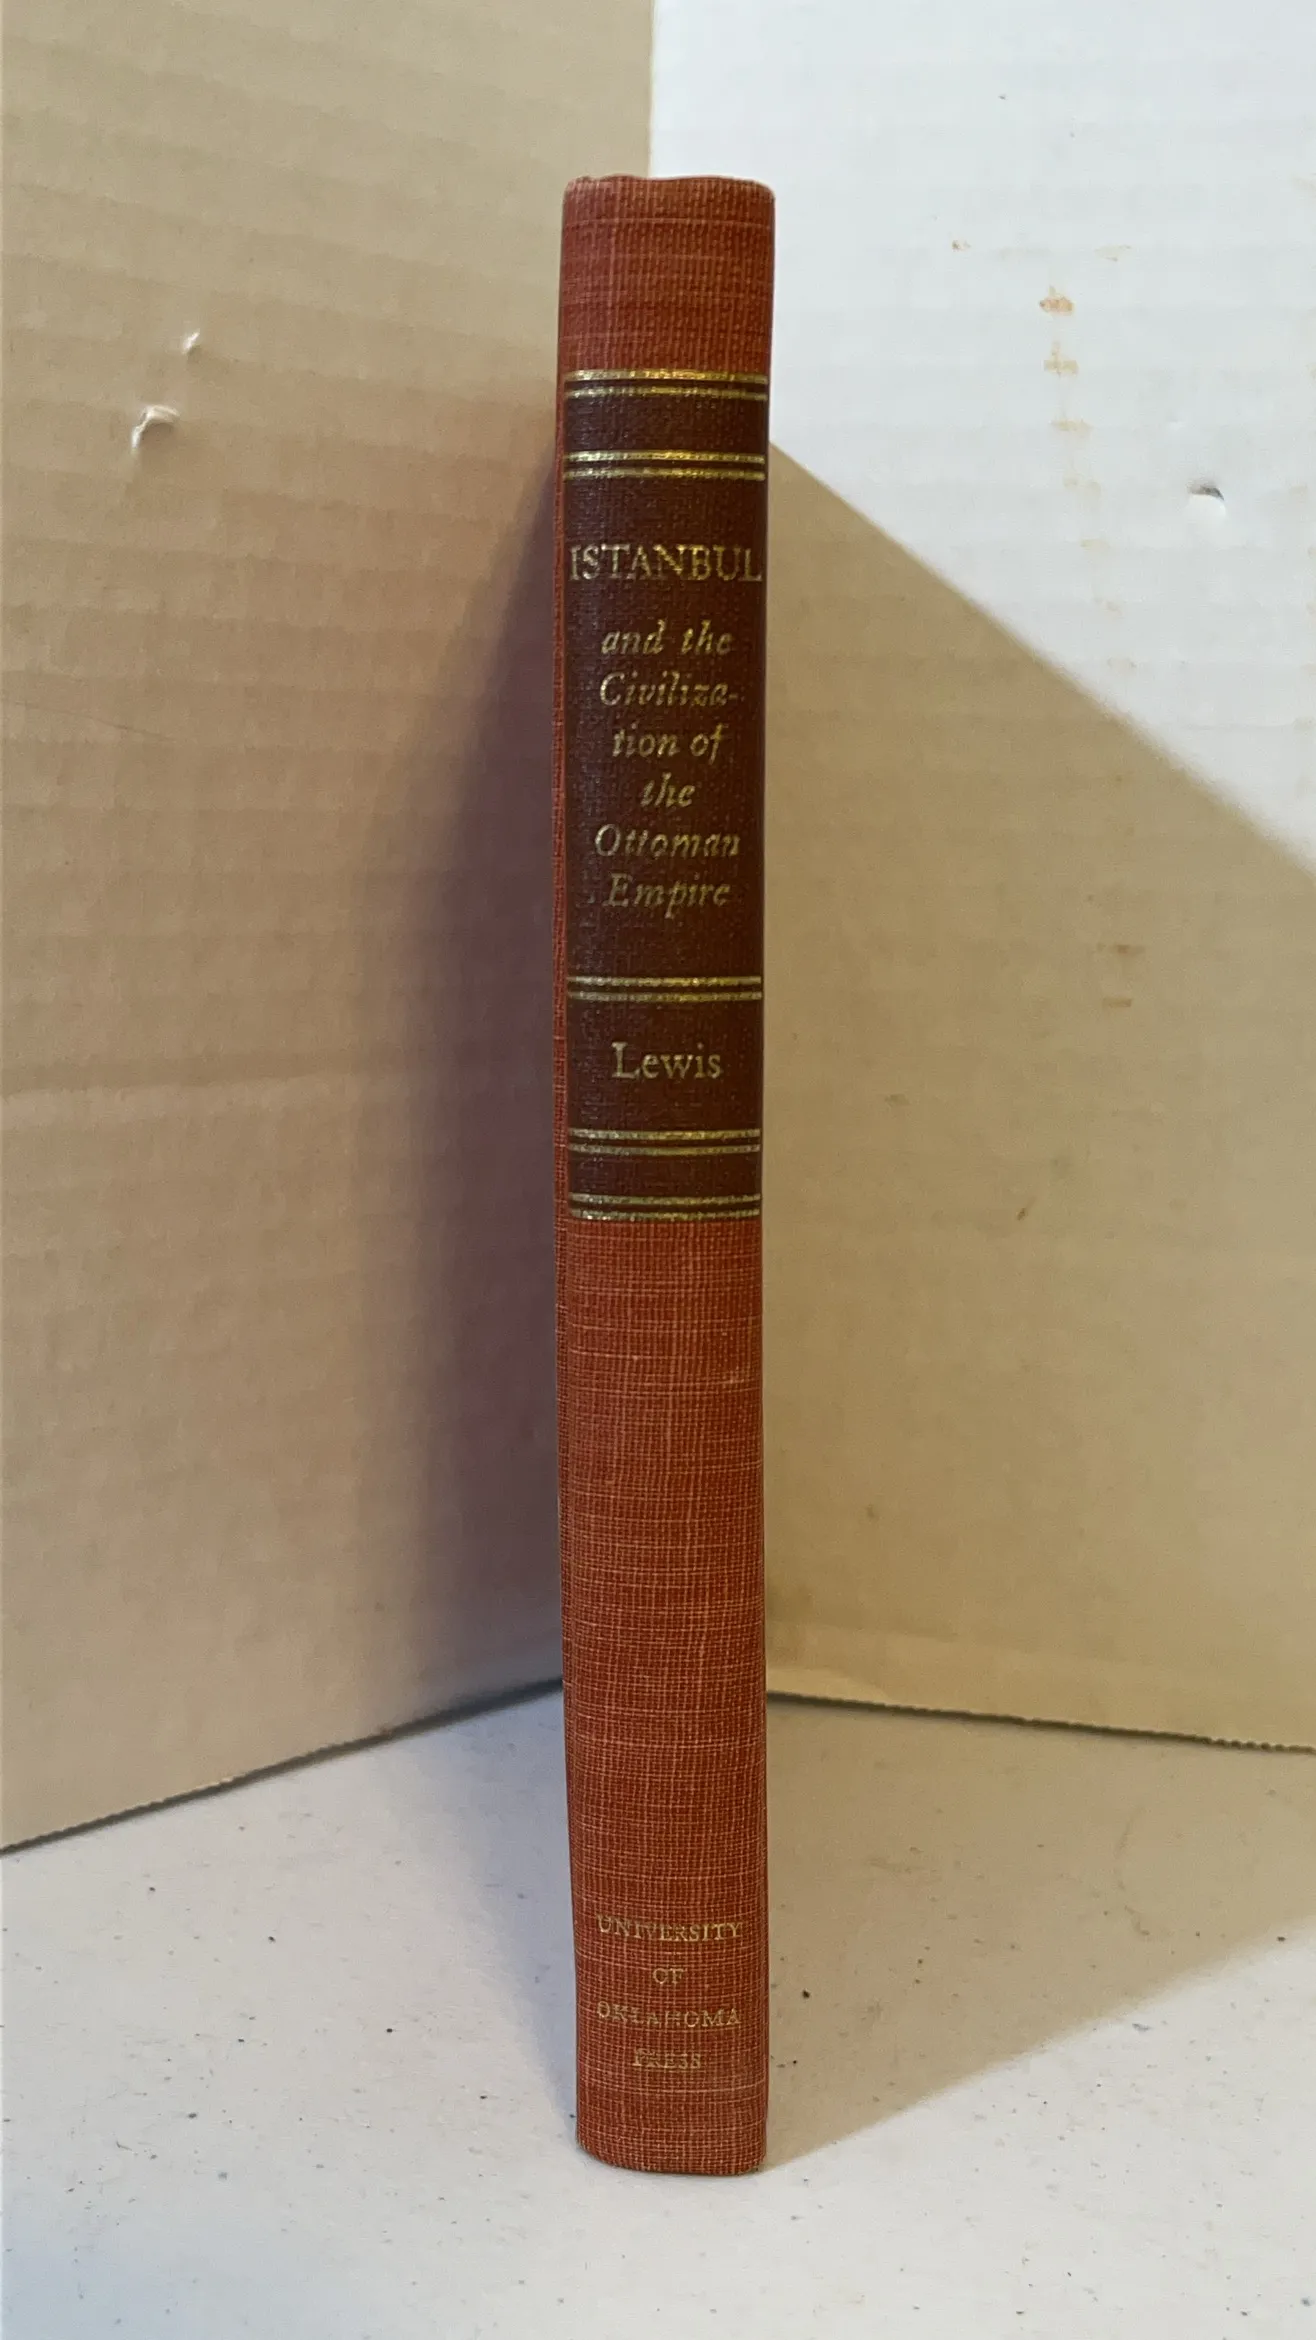 ISTANBUL
and the
Civiliza-
tion of
the
Ottoman
Empire
Lewis
UNIVERSITY
OF
OKLAHOMA
PRESS